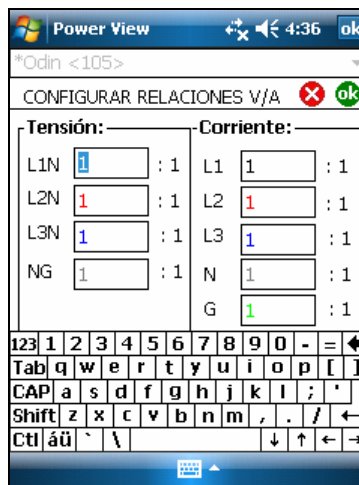 Power View 4:36 ok
*Odin <105>
CONFIGURAR RELACIONES V/A ok
Tensión: Corriente:
L1N 1 : 1 L1 1 : 1
L2N 1 : 1 L2 1 : 1
L3N 1 : 1 L3 1 : 1
NG 1 : 1 N 1 : 1
G 1 : 1
123 1 2 3 4 5 6 7 8 9 0 - =
Tab q w e r t y u i o p [ ]
CAP a s d f g h j k l ; '
Shift z x c v b n m , . /
Ctl áü ` \